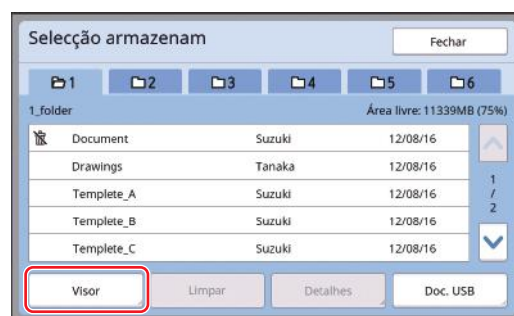 Selecção armazenam
Fechar
1 2 3 4 5 6
1_folder Área livre: 11339MB (75%)
Document Suzuki 12/08/16
Drawings Tanaka 12/08/16
Templete_A Suzuki 12/08/16
Templete_B Suzuki 12/08/16
Templete_C Suzuki 12/08/16
1
/
2
Visor Limpar Detalhes Doc. USB